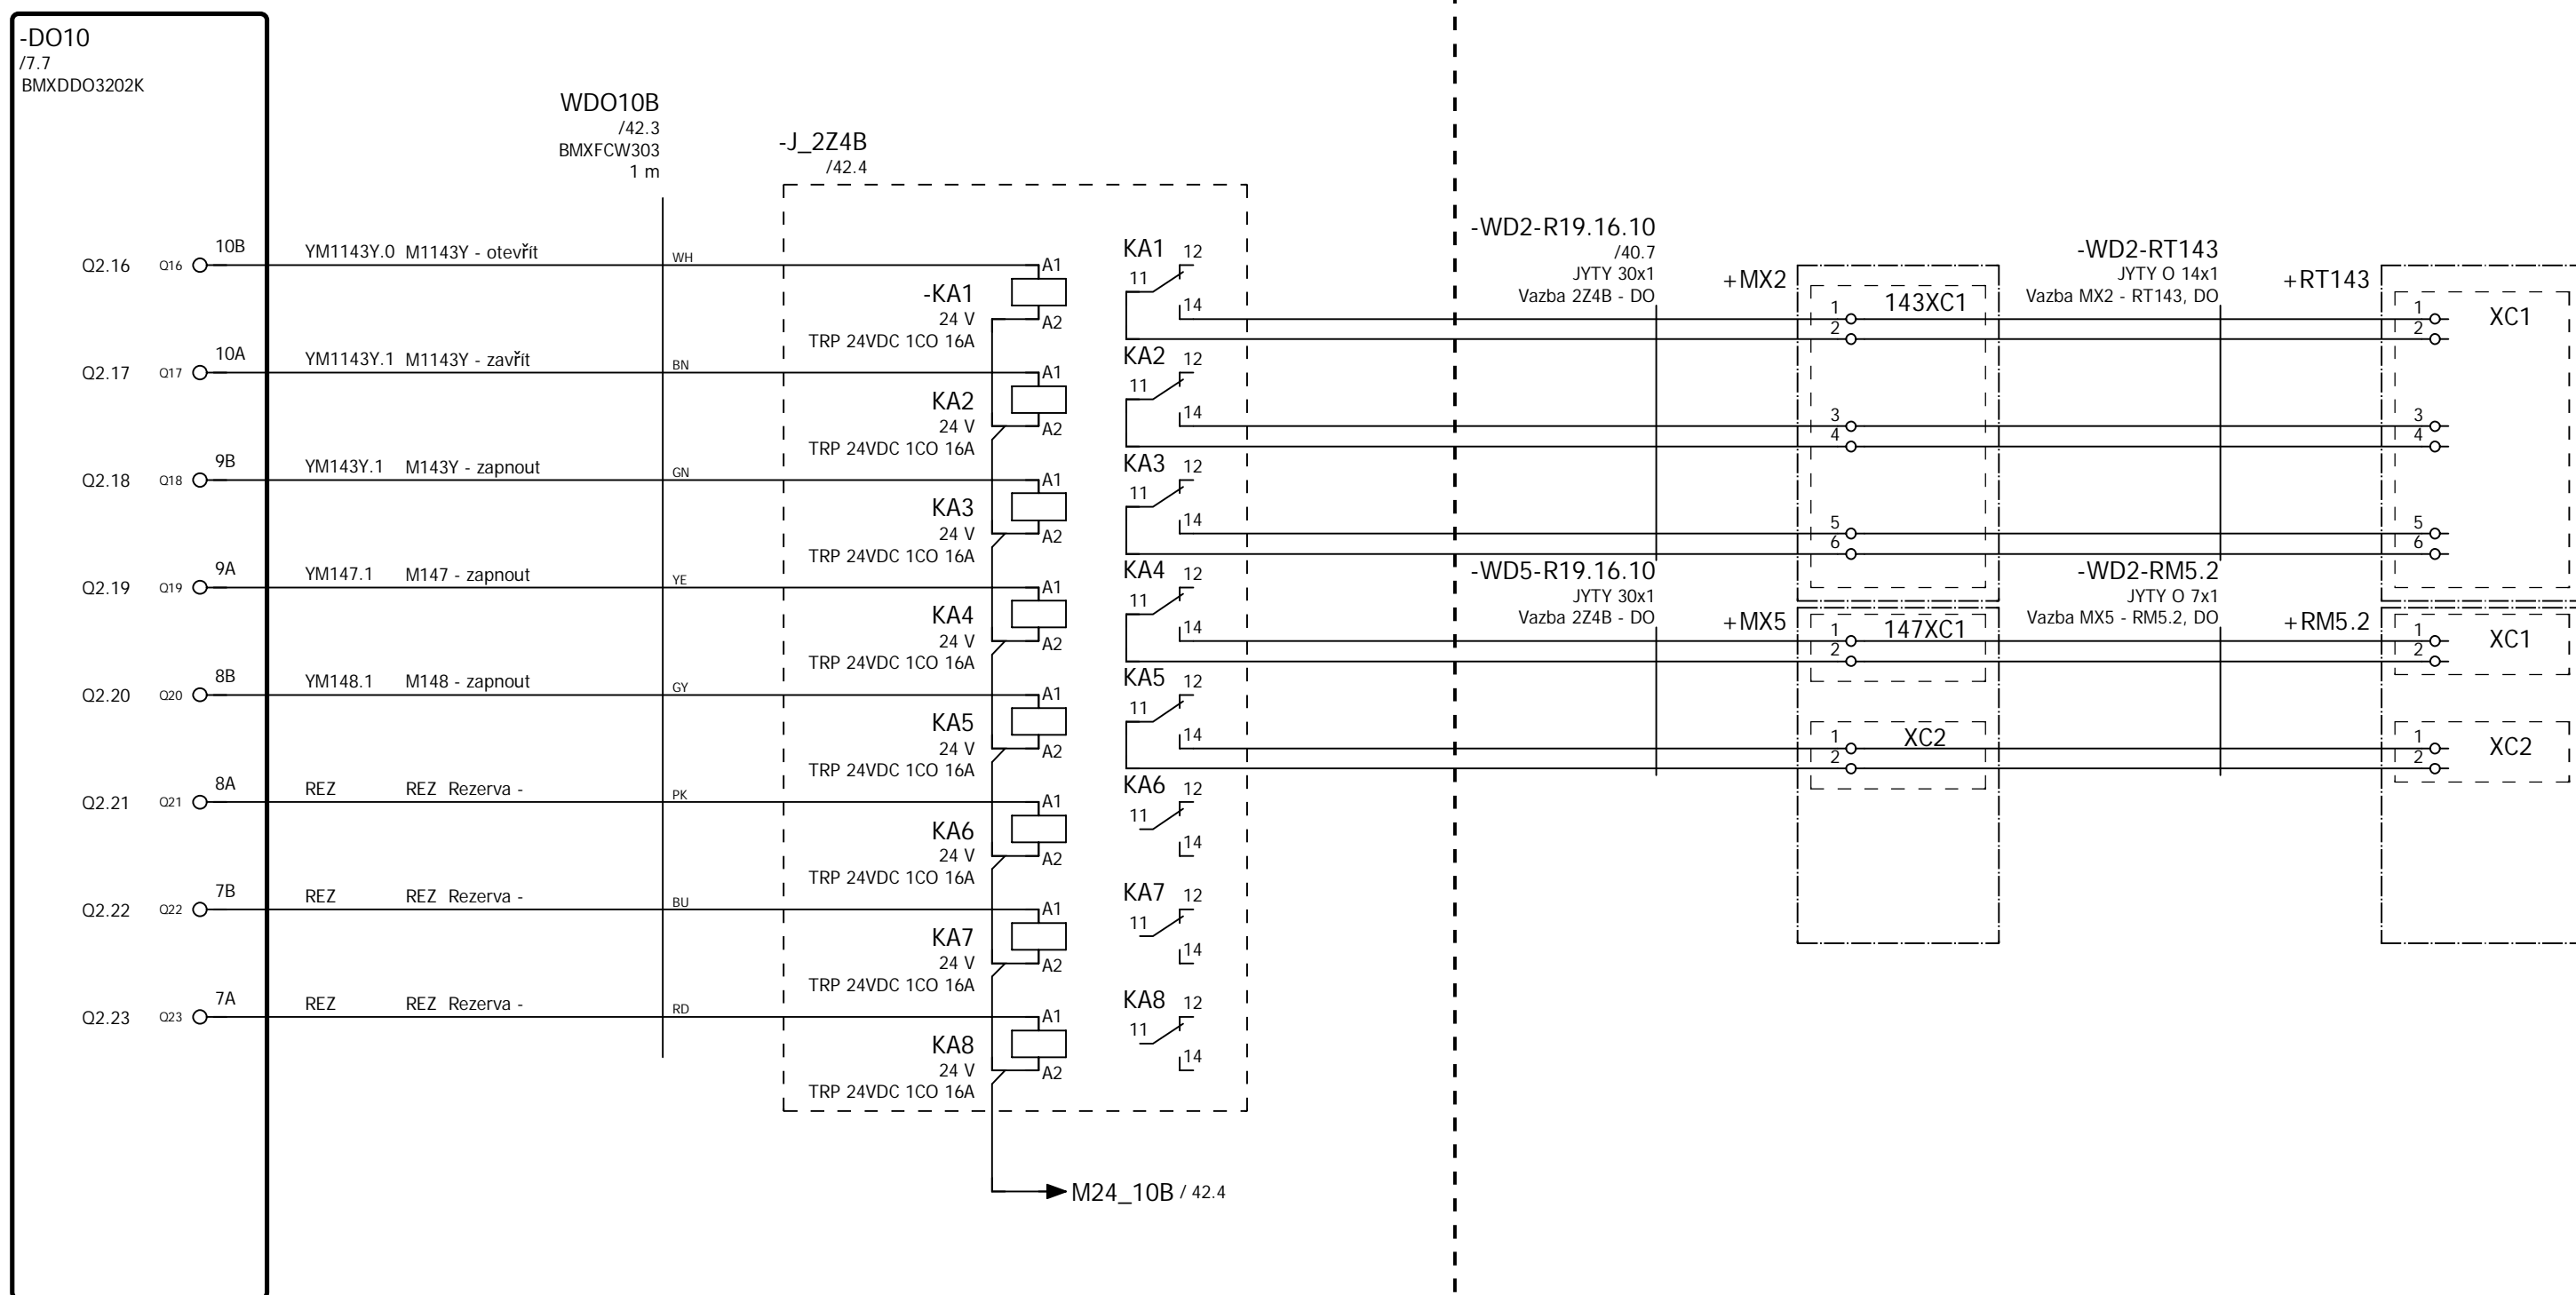 -DO10
/7.7
BMXDDO3202K
WDO10B
/42.3
BMXFCW303
1 m
-J_2Z4B
/42.4
Q2.16 Q16 10B YM1143Y.0 M1143Y - otevřít WH
-KA1
24 V
TRP 24VDC 1CO 16A
A1
A2
KA1 12
11
14
Q2.17 Q17 10A YM1143Y.1 M1143Y - zavřít BN
KA2
24 V
TRP 24VDC 1CO 16A
A1
A2
KA2 12
11
14
Q2.18 Q18 9B YM143Y.1 M143Y - zapnout GN
KA3
24 V
TRP 24VDC 1CO 16A
A1
A2
KA3 12
11
14
Q2.19 Q19 9A YM147.1 M147 - zapnout YE
KA4
24 V
TRP 24VDC 1CO 16A
A1
A2
KA4 12
11
14
Q2.20 Q20 8B YM148.1 M148 - zapnout GY
KA5
24 V
TRP 24VDC 1CO 16A
A1
A2
KA5 12
11
14
Q2.21 Q21 8A REZ REZ Rezerva - PK
KA6
24 V
TRP 24VDC 1CO 16A
A1
A2
KA6 12
11
14
Q2.22 Q22 7B REZ REZ Rezerva - BU
KA7
24 V
TRP 24VDC 1CO 16A
A1
A2
KA7 12
11
14
Q2.23 Q23 7A REZ REZ Rezerva - RD
KA8
24 V
TRP 24VDC 1CO 16A
A1
A2
KA8 12
11
14
M24_10B / 42.4
-WD2-R19.16.10
/40.7
JYTY 30x1
Vazba 2Z4B - DO
+MX2
143XC1
1
2
3
4
5
6
-WD2-RT143
JYTY O 14x1
Vazba MX2 - RT143, DO
+RT143
XC1
1
2
3
4
5
6
-WD5-R19.16.10
JYTY 30x1
Vazba 2Z4B - DO
+MX5
147XC1
1
2
XC2
1
2
-WD2-RM5.2
JYTY O 7x1
Vazba MX5 - RM5.2, DO
+RM5.2
XC1
1
2
XC2
1
2